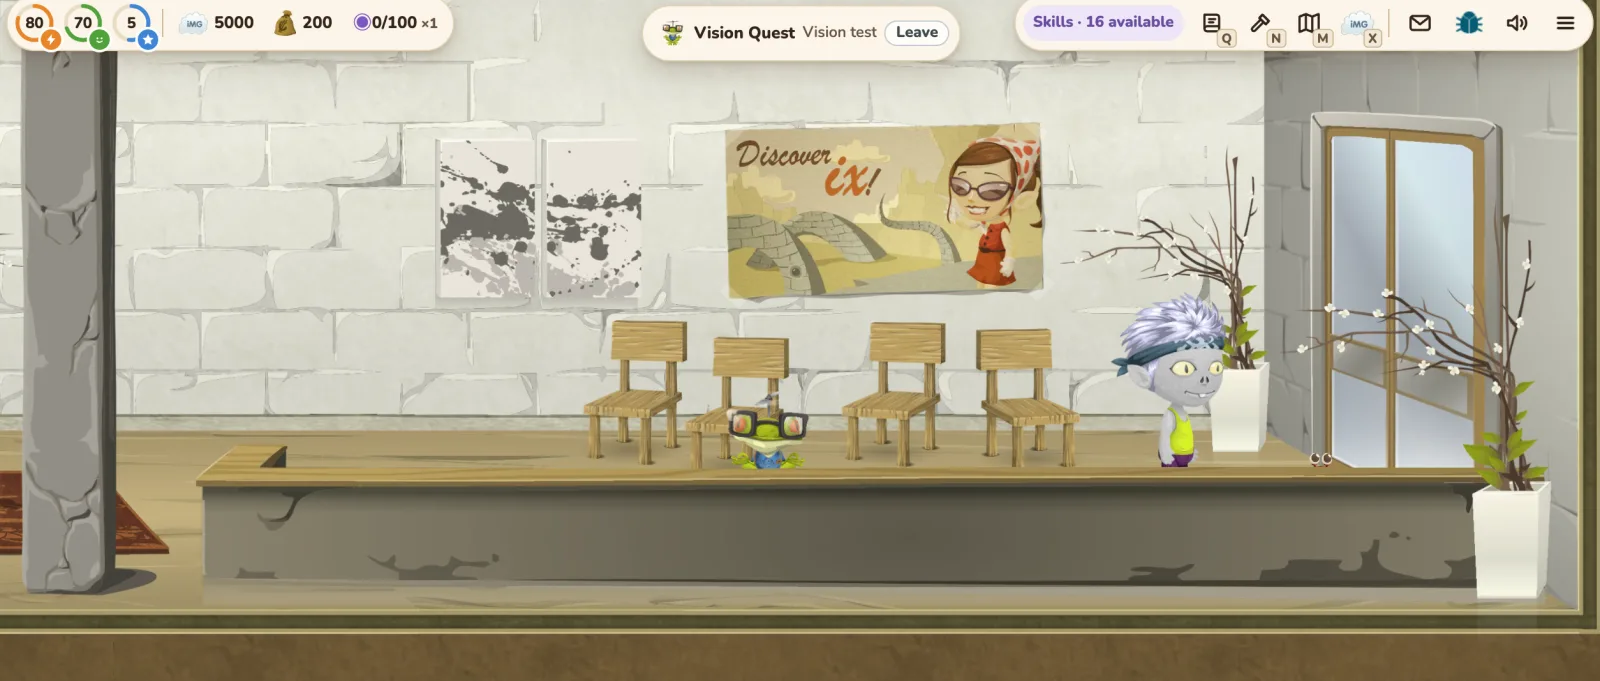 80
70
5
iMG 5000
200
0/100 ×1
Vision Quest Vision test Leave
Skills · 16 available
Q
N
M
iMG
X
Discover
ix!